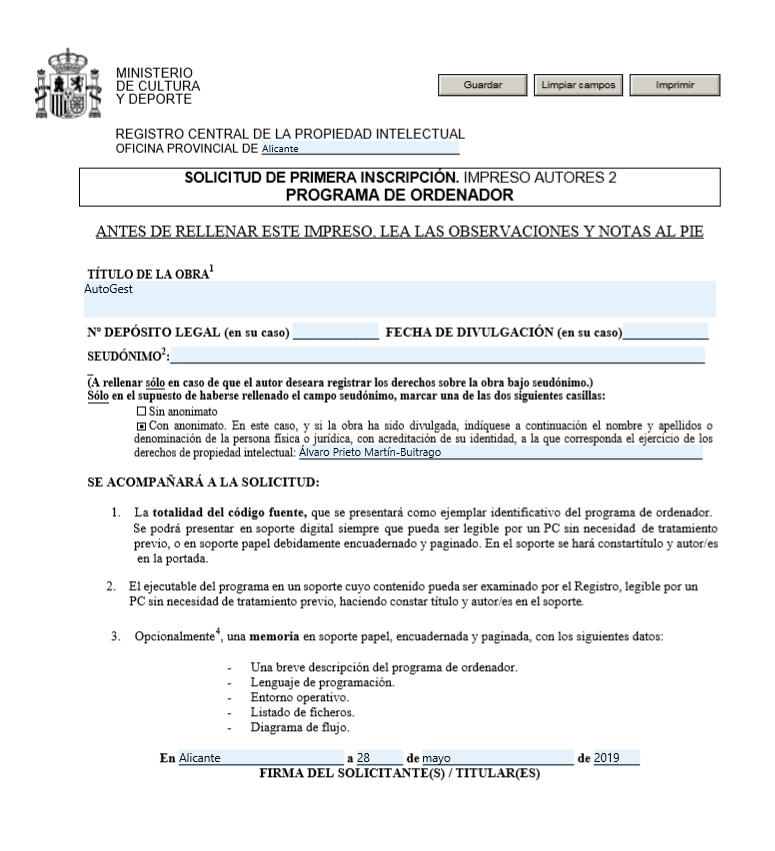 MINISTERIO
DE CULTURA
Y DEPORTE
Guardar
Limpiar campos
Imprimir
REGISTRO CENTRAL DE LA PROPIEDAD INTELECTUAL
OFICINA PROVINCIAL DE Alicante
SOLICITUD DE PRIMERA INSCRIPCIÓN. IMPRESO AUTORES 2
PROGRAMA DE ORDENADOR
ANTES DE RELLENAR ESTE IMPRESO, LEA LAS OBSERVACIONES Y NOTAS AL PIE
TÍTULO DE LA OBRA1
AutoGest
Nº DEPÓSITO LEGAL (en su caso) FECHA DE DIVULGACIÓN (en su caso)
SEUDÓNIMO2:
(A rellenar sólo en caso de que el autor deseara registrar los derechos sobre la obra bajo seudónimo.)
Sólo en el supuesto de haberse rellenado el campo seudónimo, marcar una de las dos siguientes casillas:
Sin anonimato
Con anonimato. En este caso, y si la obra ha sido divulgada, indíquese a continuación el nombre y apellidos o
denominación de la persona física o jurídica, con acreditación de su identidad, a la que corresponda el ejercicio de los
derechos de propiedad intelectual: Álvaro Prieto Martín-Buitrago
SE ACOMPAÑARÁ A LA SOLICITUD:
1. La totalidad del código fuente, que se presentará como ejemplar identificativo del programa de ordenador.
Se podrá presentar en soporte digital siempre que pueda ser legible por un PC sin necesidad de tratamiento
previo, o en soporte papel debidamente encuadernado y paginado. En el soporte se hará constartítulo y autor/es
en la portada.
2. El ejecutable del programa en un soporte cuyo contenido pueda ser examinado por el Registro, legible por un
PC sin necesidad de tratamiento previo, haciendo constar título y autor/es en el soporte.
3. Opcionalmente4, una memoria en soporte papel, encuadernada y paginada, con los siguientes datos:
- Una breve descripción del programa de ordenador.
- Lenguaje de programación.
- Entorno operativo.
- Listado de ficheros.
- Diagrama de flujo.
En Alicante a 28 de mayo de 2019
FIRMA DEL SOLICITANTE(S) / TITULAR(ES)